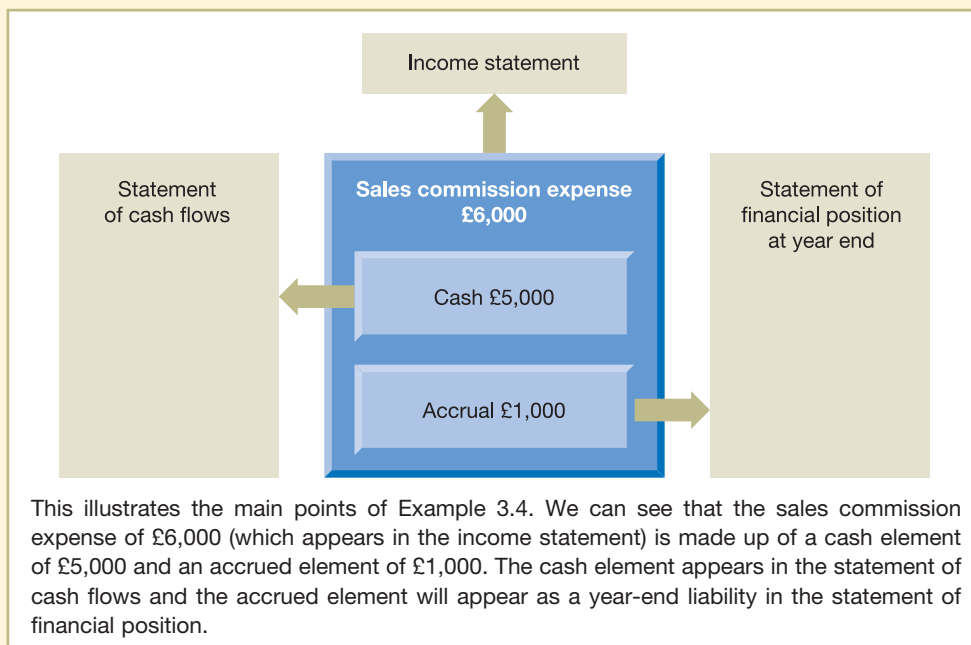 Income statement
Statement
of cash flows
Sales commission expense
£6,000
Statement of
financial position
at year end
Cash £5,000
Accrual £1,000
This illustrates the main points of Example 3.4. We can see that the sales commission
expense of £6,000 (which appears in the income statement) is made up of a cash element
of £5,000 and an accrued element of £1,000. The cash element appears in the statement of
cash flows and the accrued element will appear as a year-end liability in the statement of
financial position.